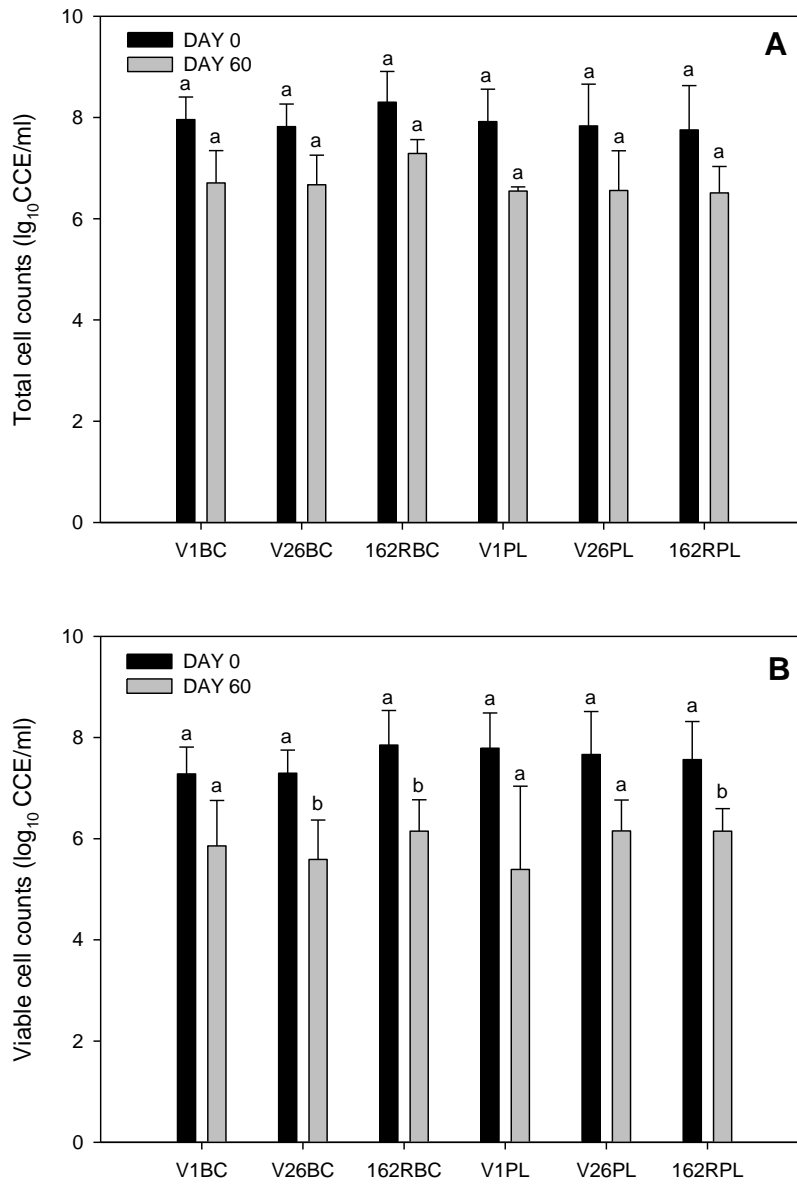 A
DAY 0
DAY 60
Total cell counts (lg10CCE/ml)
10
8
6
4
2
0
a a a a a a a a a a a a
V1BC V26BC 162RBC V1PL V26PL 162RPL
B
DAY 0
DAY 60
Viable cell counts (log10 CCE/ml)
10
8
6
4
2
0
a a a b a b a a a a a b
V1BC V26BC 162RBC V1PL V26PL 162RPL